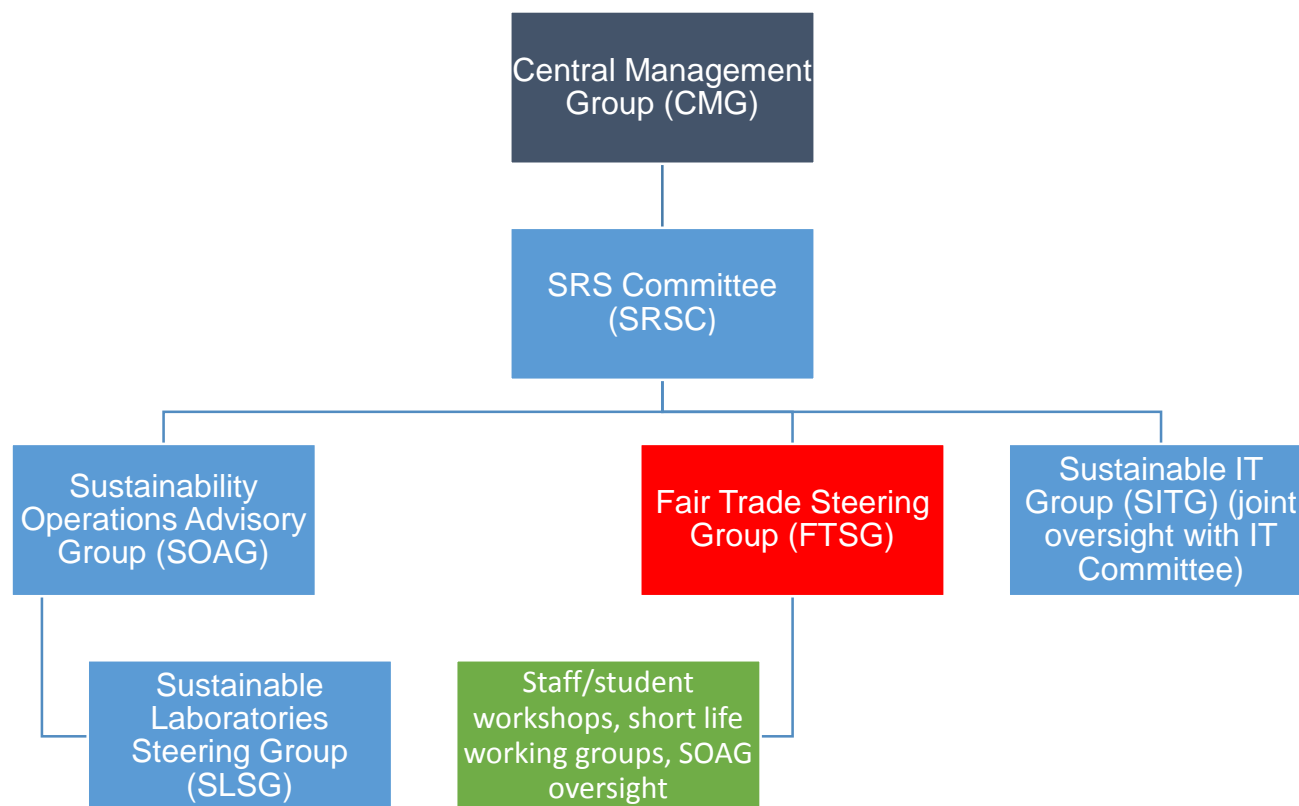 Central Management
Group (CMG)
SRS Committee
(SRSC)
Sustainability
Operations Advisory
Group (SOAG)
Fair Trade Steering
Group (FTSG)
Sustainable IT
Group (SITG) (joint
oversight with IT
Committee)
Sustainable
Laboratories
Steering Group
(SLSG)
Staff/student
workshops, short life
working groups, SOAG
oversight